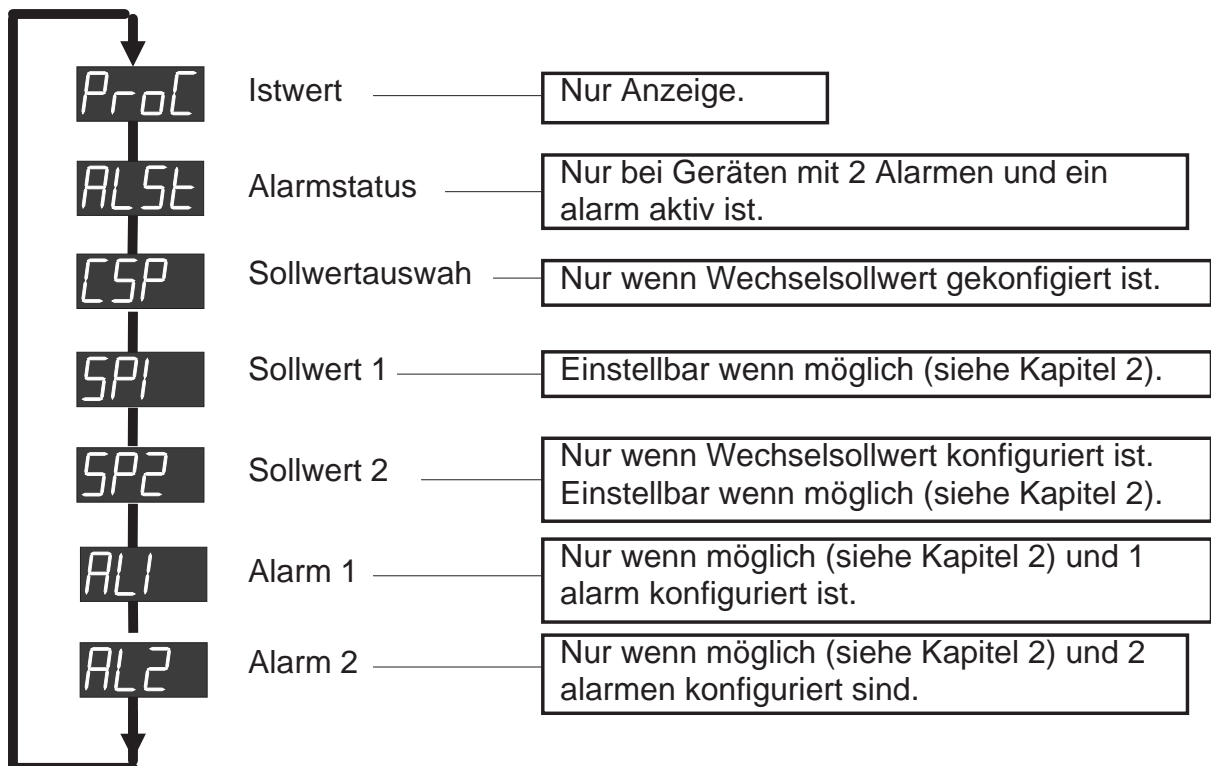 ProC Istwert Nur Anzeige.
ALSt Alarmstatus Nur bei Geräten mit 2 Alarmen und ein
alarm aktiv ist.
CSP Sollwertauswah Nur wenn Wechselsollwert gekonfigiert ist.
SP1 Sollwert 1 Einstellbar wenn möglich (siehe Kapitel 2).
SP2 Sollwert 2 Nur wenn Wechselsollwert konfiguriert ist.
Einstellbar wenn möglich (siehe Kapitel 2).
AL1 Alarm 1 Nur wenn möglich (siehe Kapitel 2) und 1
alarm konfiguriert ist.
AL2 Alarm 2 Nur wenn möglich (siehe Kapitel 2) und 2
alarmen konfiguriert sind.